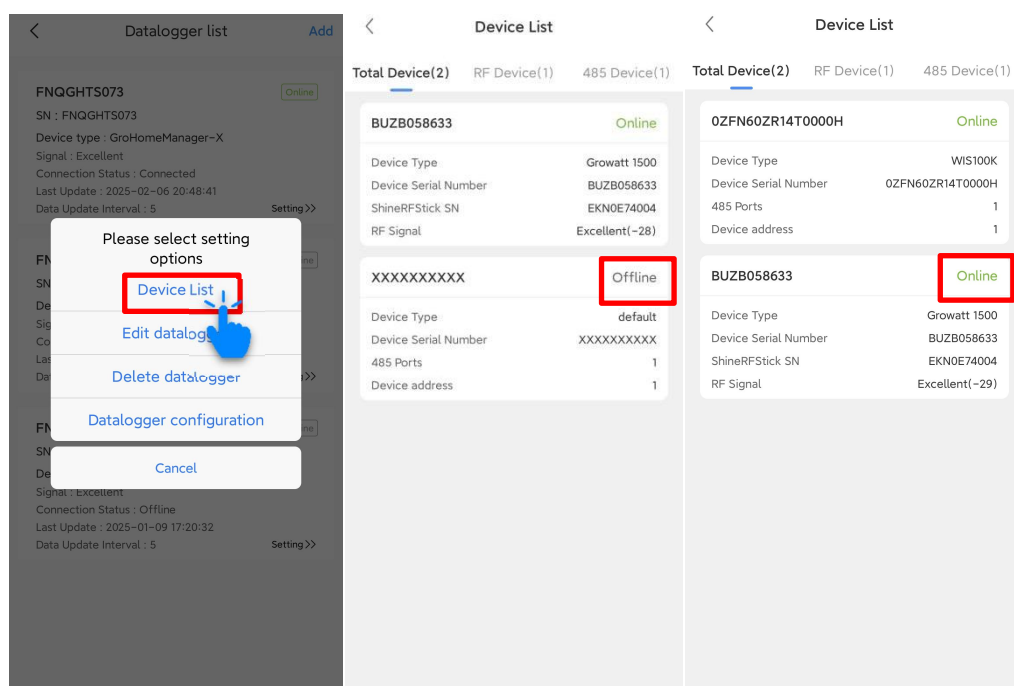 Datalogger list
Add
FNQGHTS073
Online
SN : FNQGHTS073
Device type : GroHomeManager-X
Signal : Excellent
Connection Status : Connected
Last Update : 2025-02-06 20:48:41
Data Update Interval : 5
Setting>>
Please select setting
options
Device List
Edit datalogg
Delete datalogger
Datalogger configuration
Cancel
Signal : Excellent
Connection Status : Offline
Last Update : 2025-01-09 17:20:32
Data Update Interval : 5
Setting>>
Device List
Total Device(2)
RF Device(1)
485 Device(1)
BUZB058633
Online
Device Type
Growatt 1500
Device Serial Number
BUZB058633
ShineRFStick SN
EKN0E74004
RF Signal
Excellent(-28)
XXXXXXXXXX
Offline
Device Type
default
Device Serial Number
XXXXXXXXXX
485 Ports
1
Device address
1
Device List
Total Device(2)
RF Device(1)
485 Device(1)
0ZFN60ZR14T0000H
Online
Device Type
WIS100K
Device Serial Number
0ZFN60ZR14T0000H
485 Ports
1
Device address
1
BUZB058633
Online
Device Type
Growatt 1500
Device Serial Number
BUZB058633
ShineRFStick SN
EKN0E74004
RF Signal
Excellent(-29)